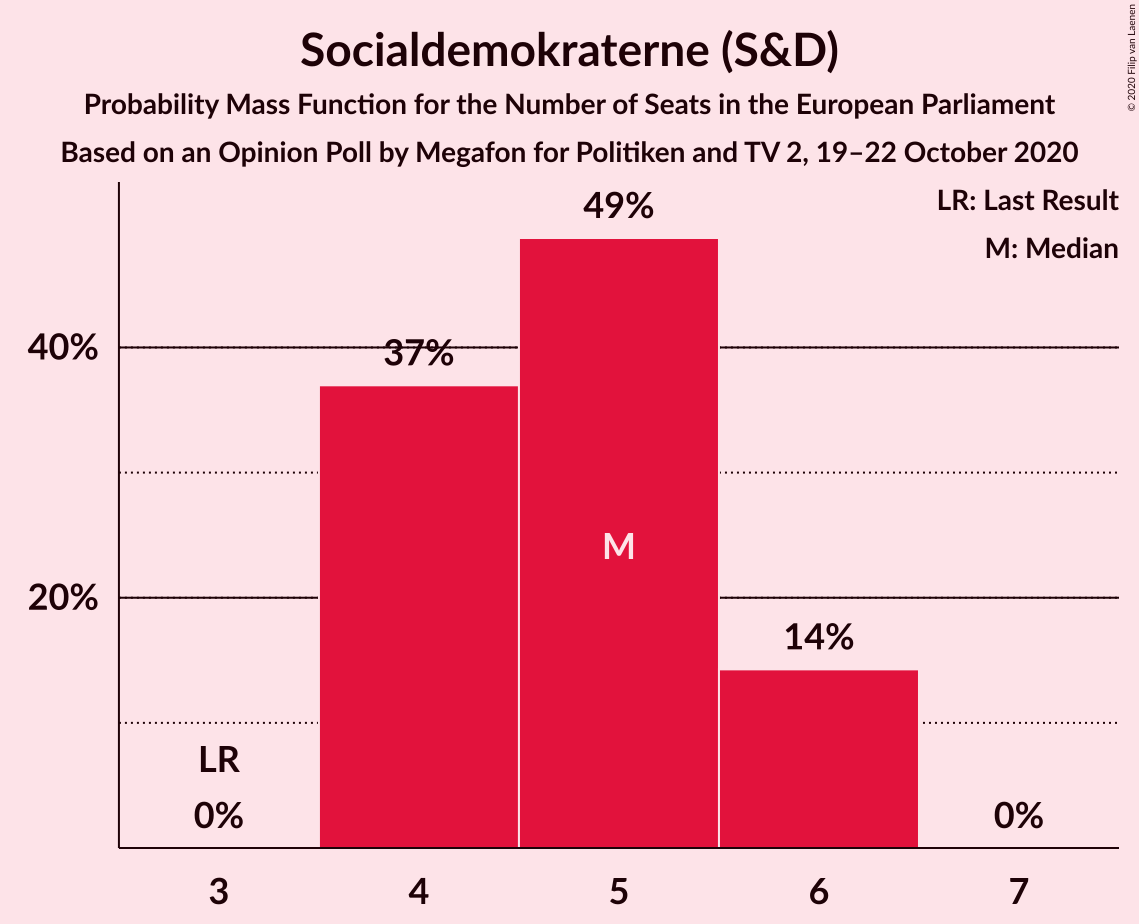 Socialdemokraterne (S&D)
Probability Mass Function for the Number of Seats in the European Parliament
Based on an Opinion Poll by Megafon for Politiken and TV 2, 19–22 October 2020
© 2020 Filip van Laenen
LR: Last Result
M: Median
49%
40%
37%
M
20%
14%
LR
0%
0%
3 4 5 6 7